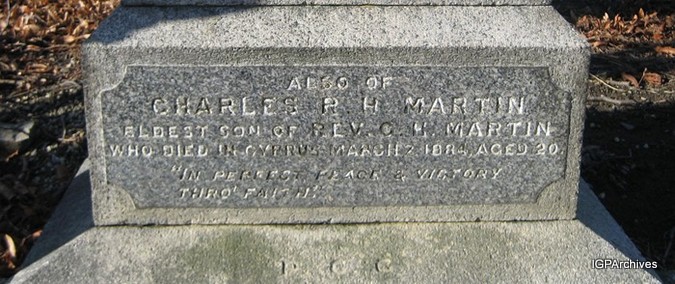 ALSO OF
CHARLES R. H. MARTIN
ELDEST SON OF REV. C. H. MARTIN
WHO DIED IN CYPRUS MARCH 2 1884, AGED 20
"IN PERFECT PEACE & VICTORY
THRO' FAITH"
IGPArchives